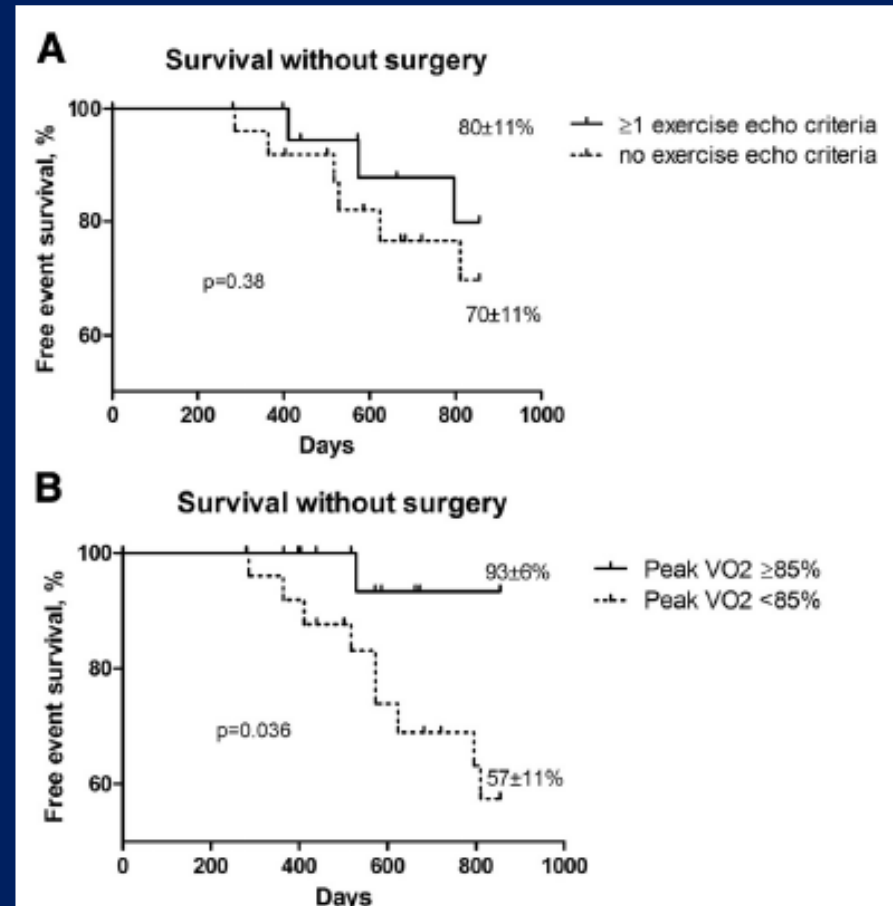 A
Survival without surgery
100
80
60
Free event survival, %
80±11%
70±11%
p=0.38
≥1 exercise echo criteria
no exercise echo criteria
0 200 400 600 800 1000
Days
B
Survival without surgery
100
80
60
Free event survival, %
93±6%
57±11%
p=0.036
Peak VO2 ≥85%
Peak VO2 <85%
0 200 400 600 800 1000
Days